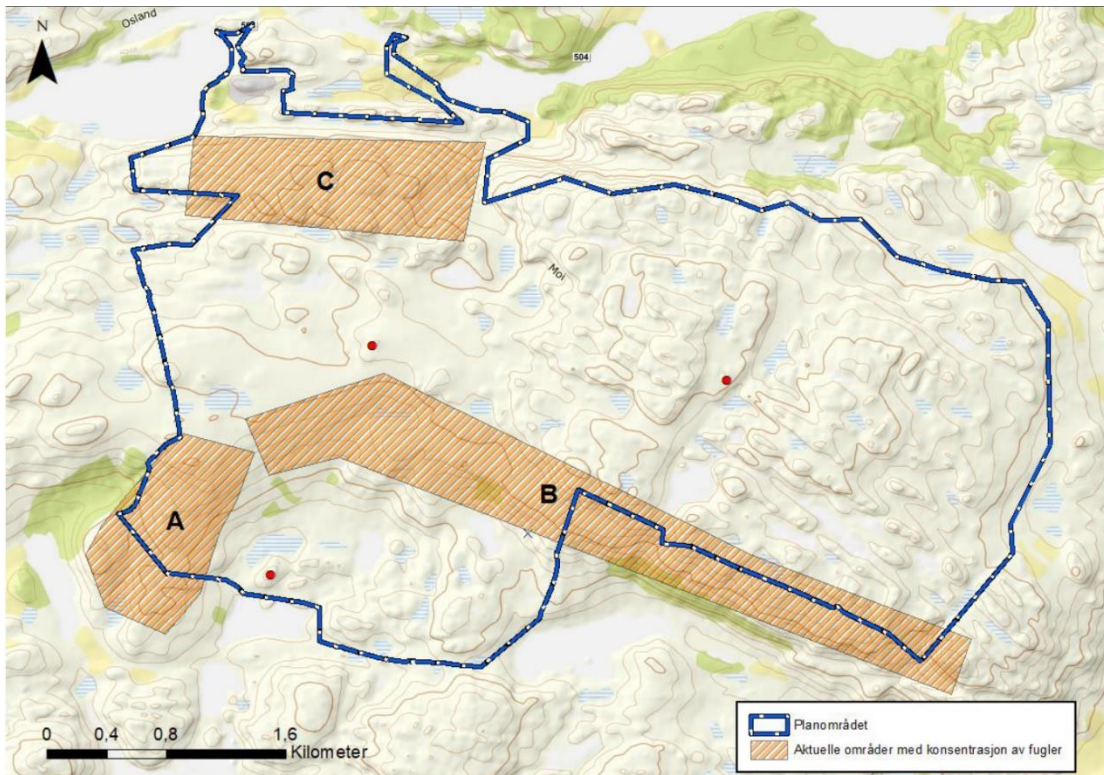 Osland
N
504
C
Moi
B
A
0 0,4 0,8 1,6
Kilometer
Planområdet
Aktuelle områder med konsentrasjon av fugler